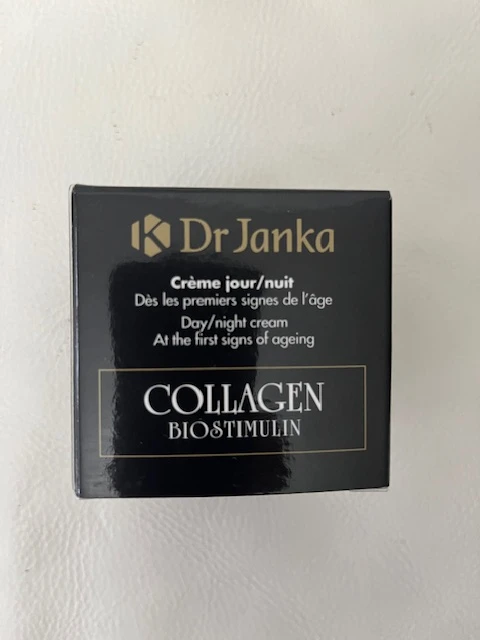 K Dr Janka
Crème jour/nuit
Dès les premiers signes de l'âge
Day/night cream
At the first signs of ageing
COLLAGEN
BIOSTIMULIN